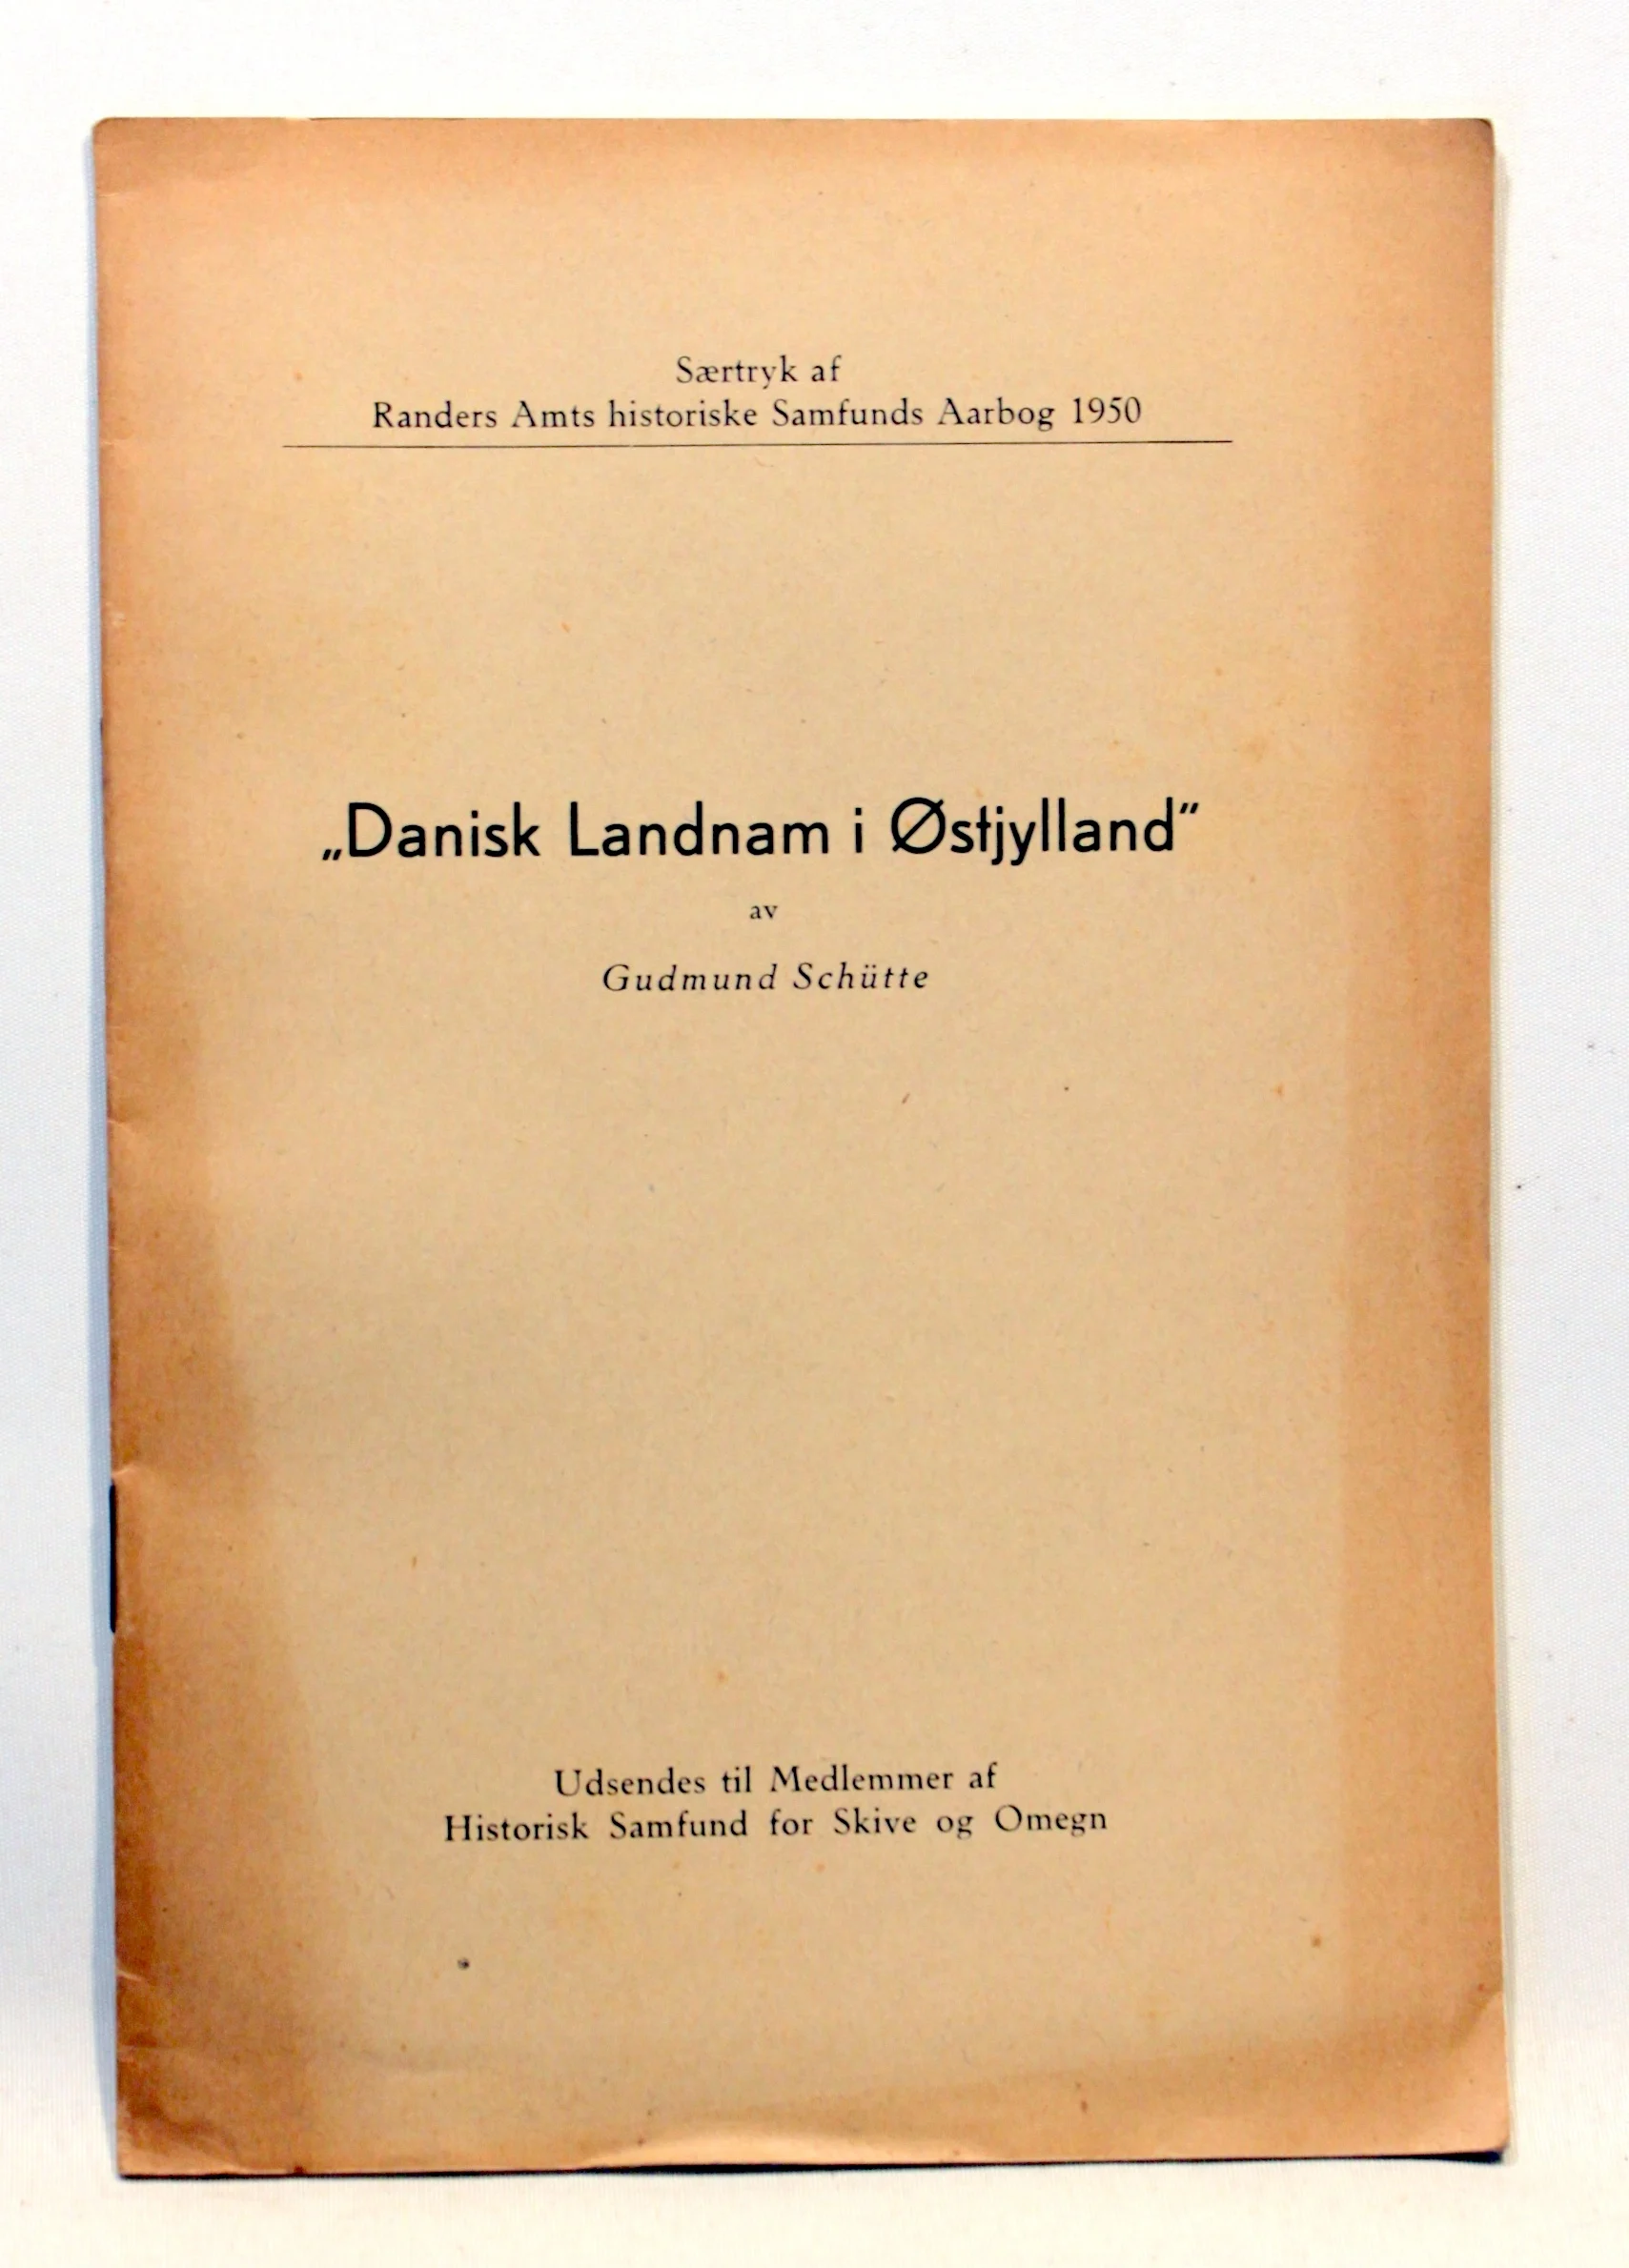 Særtryk af
Randers Amts historiske Samfunds Aarbog 1950
„Danisk Landnam i Østjylland”
av
Gudmund Schütte
Udsendes til Medlemmer af
Historisk Samfund for Skive og Omegn